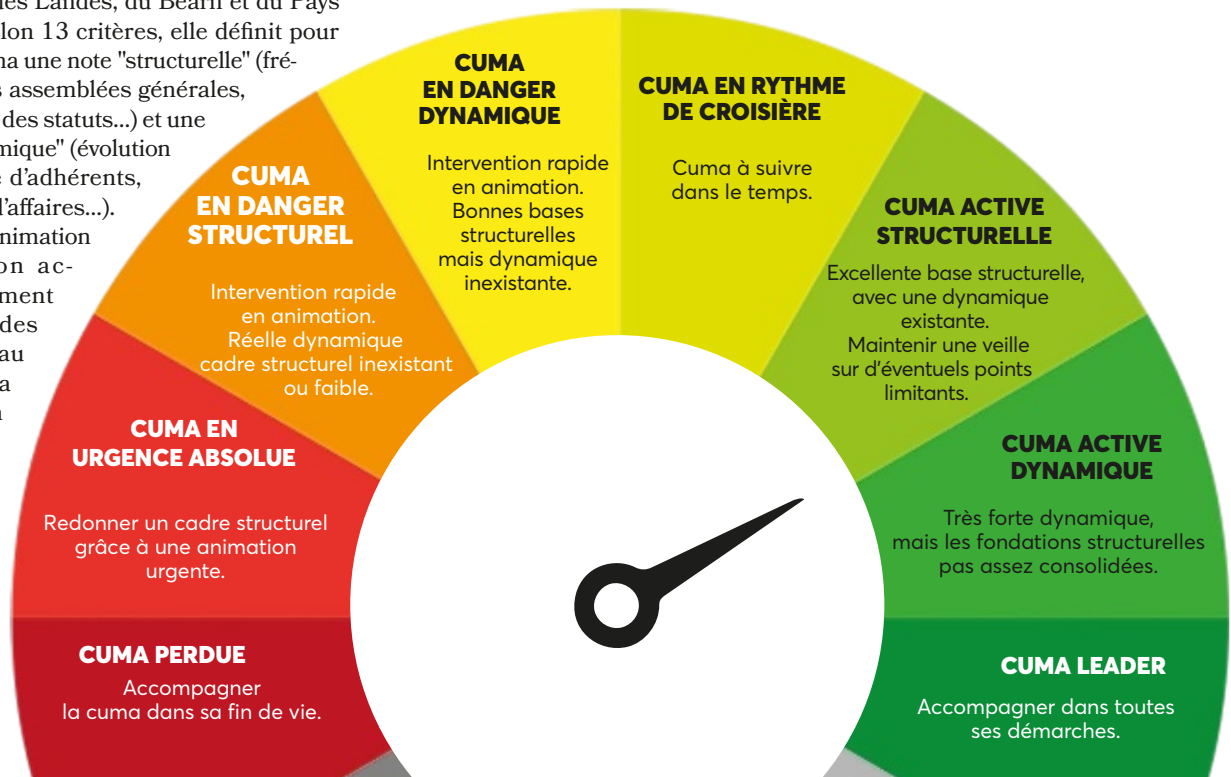 les Landes, du Béarn et du Pays
lon 13 critères, elle définit pour
na une note "structurelle" (fré-
s assemblées générales,
des statuts...) et une
mique" (évolution
e d'adhérents,
d'affaires...).
nimation
on ac-
ment
des
au
a
CUMA
EN DANGER
DYNAMIQUE
Intervention rapide
en animation.
Bonnes bases
structurelles
mais dynamique
inexistante.
CUMA EN RYTHME
DE CROISIÈRE
Cuma à suivre
dans le temps.
CUMA
EN DANGER
STRUCTUREL
Intervention rapide
en animation.
Réelle dynamique
cadre structurel inexistant
ou faible.
CUMA ACTIVE
STRUCTURELLE
Excellente base structurelle,
avec une dynamique
existante.
Maintenir une veille
sur d'éventuels points
limitants.
CUMA EN
URGENCE ABSOLUE
Redonner un cadre structurel
grâce à une animation
urgente.
CUMA ACTIVE
DYNAMIQUE
Très forte dynamique,
mais les fondations structurelles
pas assez consolidées.
CUMA PERDUE
Accompagner
la cuma dans sa fin de vie.
CUMA LEADER
Accompagner dans toutes
ses démarches.